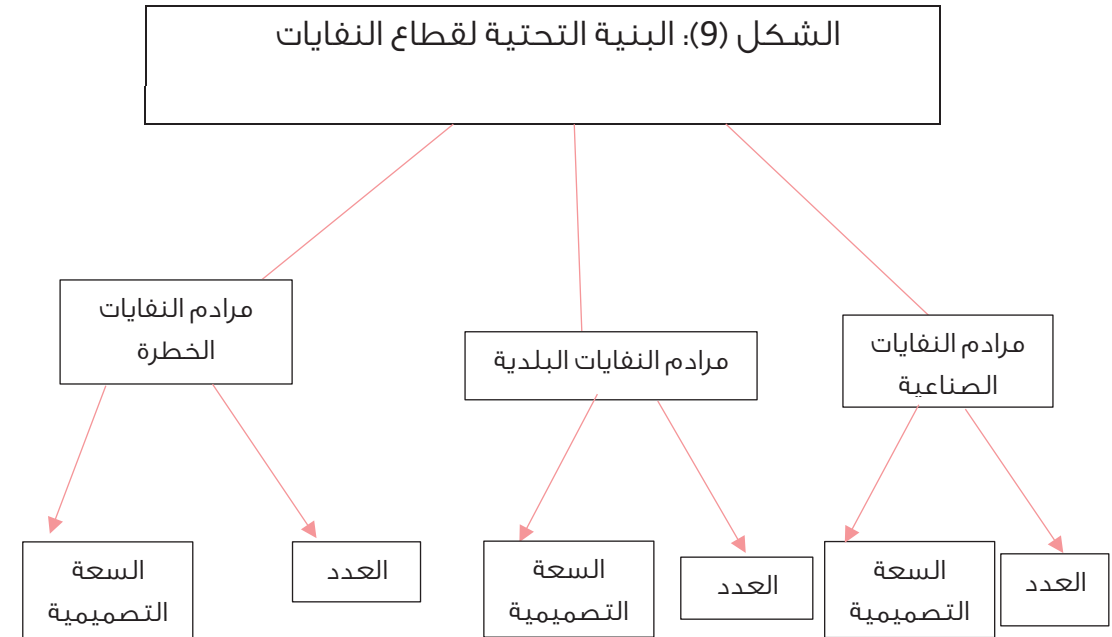 الشكل (9): البنية التحتية لقطاع النفايات
مرادم النفايات
الصناعية
مرادم النفايات البلدية
مرادم النفايات
الخطرة
العدد
السعة
التصميمية
العدد
السعة
التصميمية
العدد
السعة
التصميمية